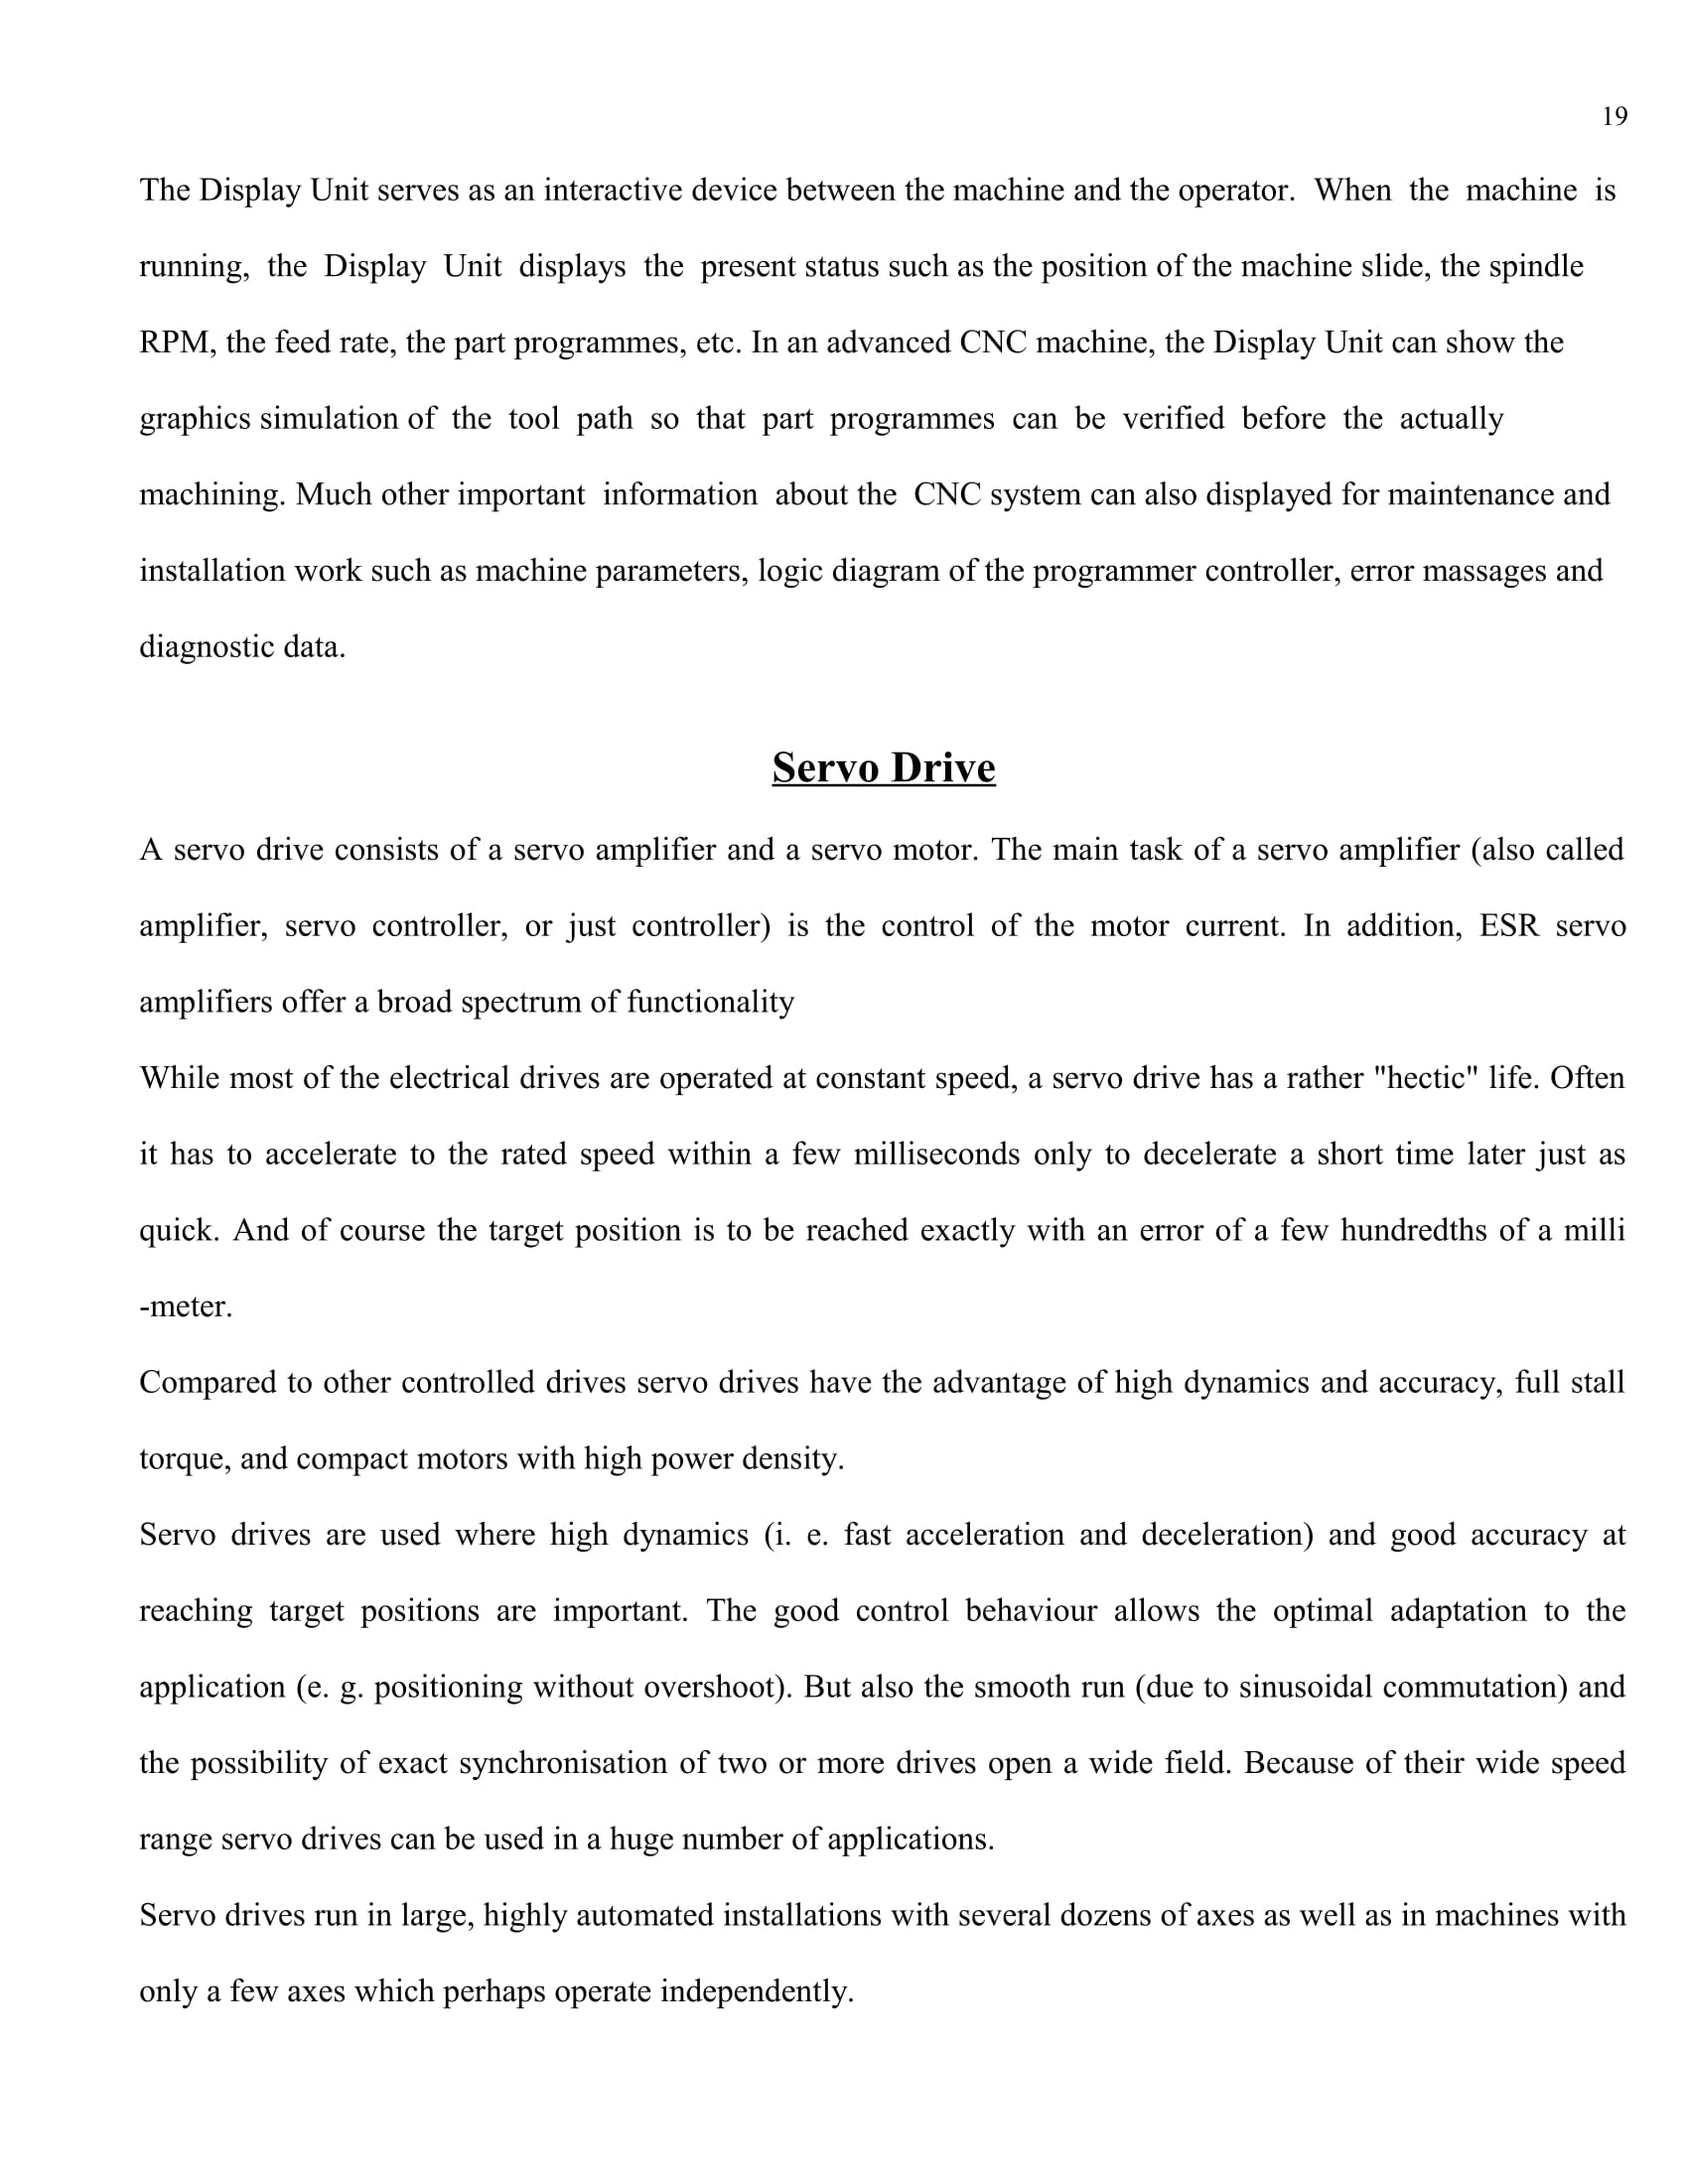 19
The Display Unit serves as an interactive device between the machine and the operator. When the machine is
running, the Display Unit displays the present status such as the position of the machine slide, the spindle
RPM, the feed rate, the part programmes, etc. In an advanced CNC machine, the Display Unit can show the
graphics simulation of the tool path so that part programmes can be verified before the actually
machining. Much other important information about the CNC system can also displayed for maintenance and
installation work such as machine parameters, logic diagram of the programmer controller, error massages and
diagnostic data.
Servo Drive
A servo drive consists of a servo amplifier and a servo motor. The main task of a servo amplifier (also called
amplifier, servo controller, or just controller) is the control of the motor current. In addition, ESR servo
amplifiers offer a broad spectrum of functionality
While most of the electrical drives are operated at constant speed, a servo drive has a rather "hectic" life. Often
it has to accelerate to the rated speed within a few milliseconds only to decelerate a short time later just as
quick. And of course the target position is to be reached exactly with an error of a few hundredths of a milli
-meter.
Compared to other controlled drives servo drives have the advantage of high dynamics and accuracy, full stall
torque, and compact motors with high power density.
Servo drives are used where high dynamics (i. e. fast acceleration and deceleration) and good accuracy at
reaching target positions are important. The good control behaviour allows the optimal adaptation to the
application (e. g. positioning without overshoot). But also the smooth run (due to sinusoidal commutation) and
the possibility of exact synchronisation of two or more drives open a wide field. Because of their wide speed
range servo drives can be used in a huge number of applications.
Servo drives run in large, highly automated installations with several dozens of axes as well as in machines with
only a few axes which perhaps operate independently.